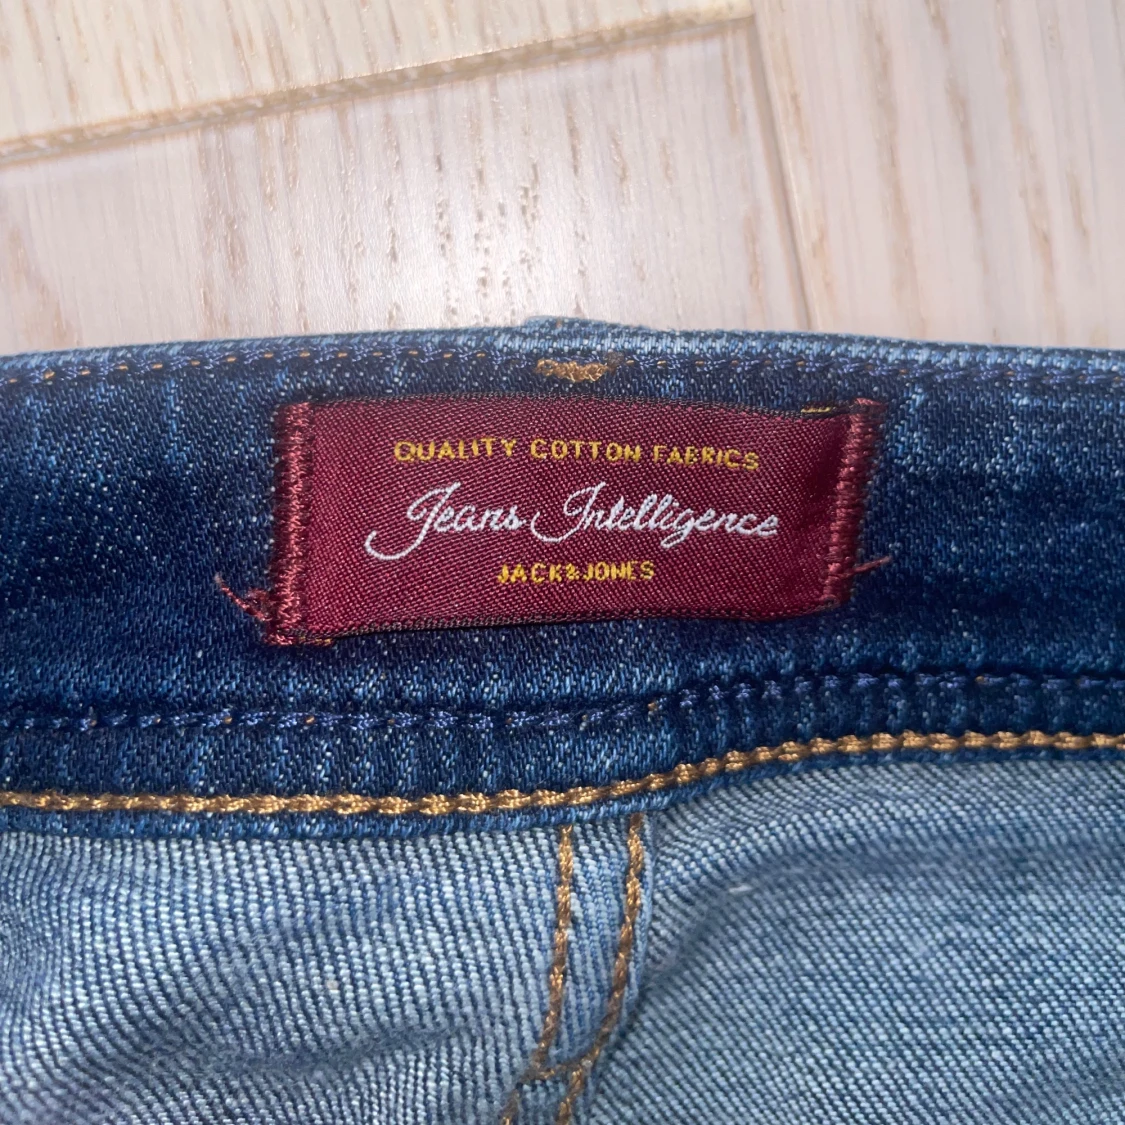 QUALITY COTTON FABRICS
Jeans Intelligence
JACK&JONES